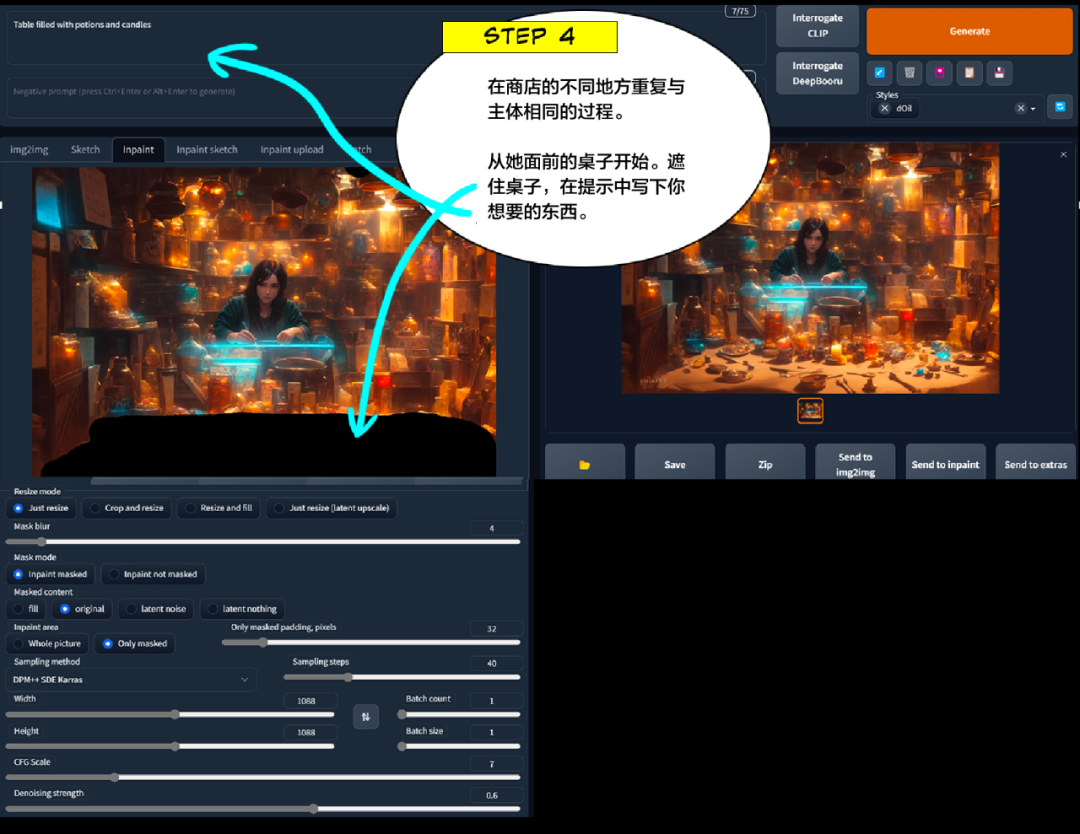 Table filled with potions and candles
7/75
Negative prompt (press Ctrl+Enter or Alt+Enter to generate)
STEP 4
在商店的不同地方重复与
主体相同的过程。
从她面前的桌子开始。遮
住桌子，在提示中写下你
想要的东西。
Interrogate
CLIP
Interrogate
DeepBooru
Generate
Styles
dOil
img2img
Sketch
Inpaint
Inpaint sketch
Inpaint upload
Save
Zip
Send to
img2img
Send to inpaint
Send to extras
Resize mode
Just resize
Crop and resize
Resize and fill
Just resize (latent upscale)
Mask blur
4
Mask mode
Inpaint masked
Inpaint not masked
Masked content
fill
original
latent noise
latent nothing
Inpaint area
Whole picture
Only masked
Only masked padding, pixels
32
Sampling method
DPM++ SDE Karras
Sampling steps
40
Width
1088
Batch count
1
Height
1088
Batch size
1
CFG Scale
7
Denoising strength
0.6